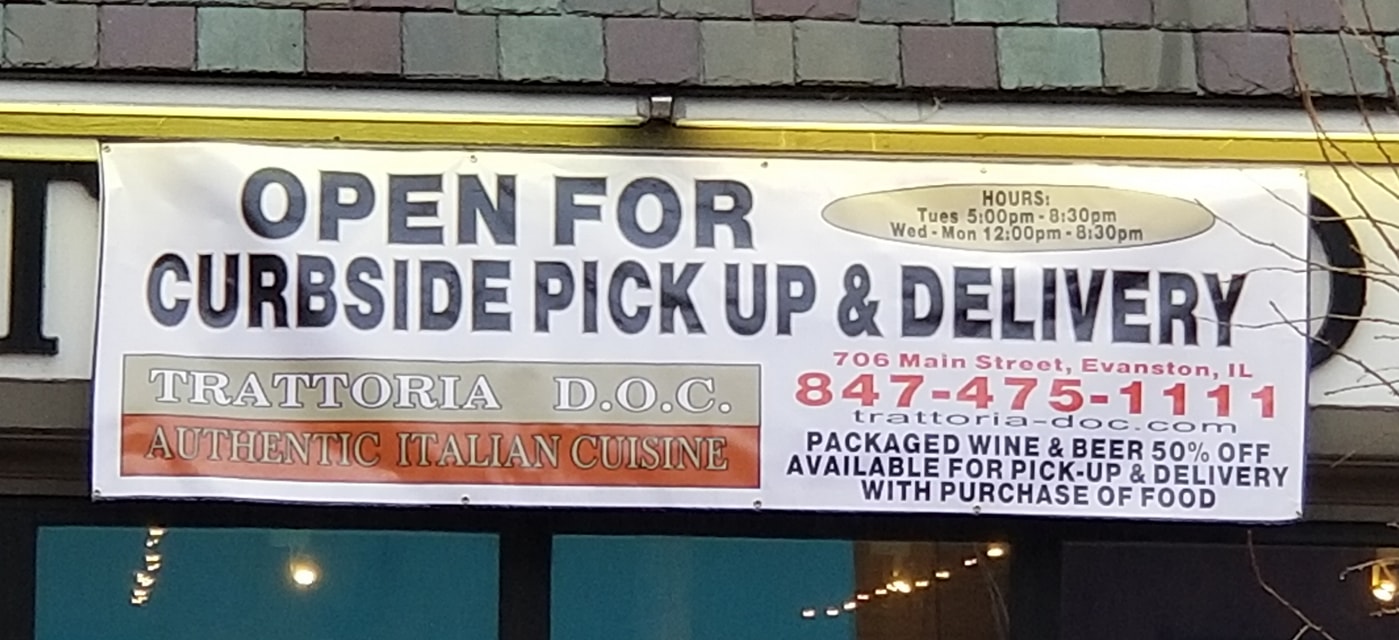 OPEN FOR
CURBSIDE PICK UP & DELIVERY
HOURS:
Tues 5:00pm - 8:30pm
Wed - Mon 12:00pm - 8:30pm
TRATTORIA D.O.C.
AUTHENTIC ITALIAN CUISINE
706 Main Street, Evanston, IL
847-475-1111
trattoria-doc.com
PACKAGED WINE & BEER 50% OFF
AVAILABLE FOR PICK-UP & DELIVERY
WITH PURCHASE OF FOOD